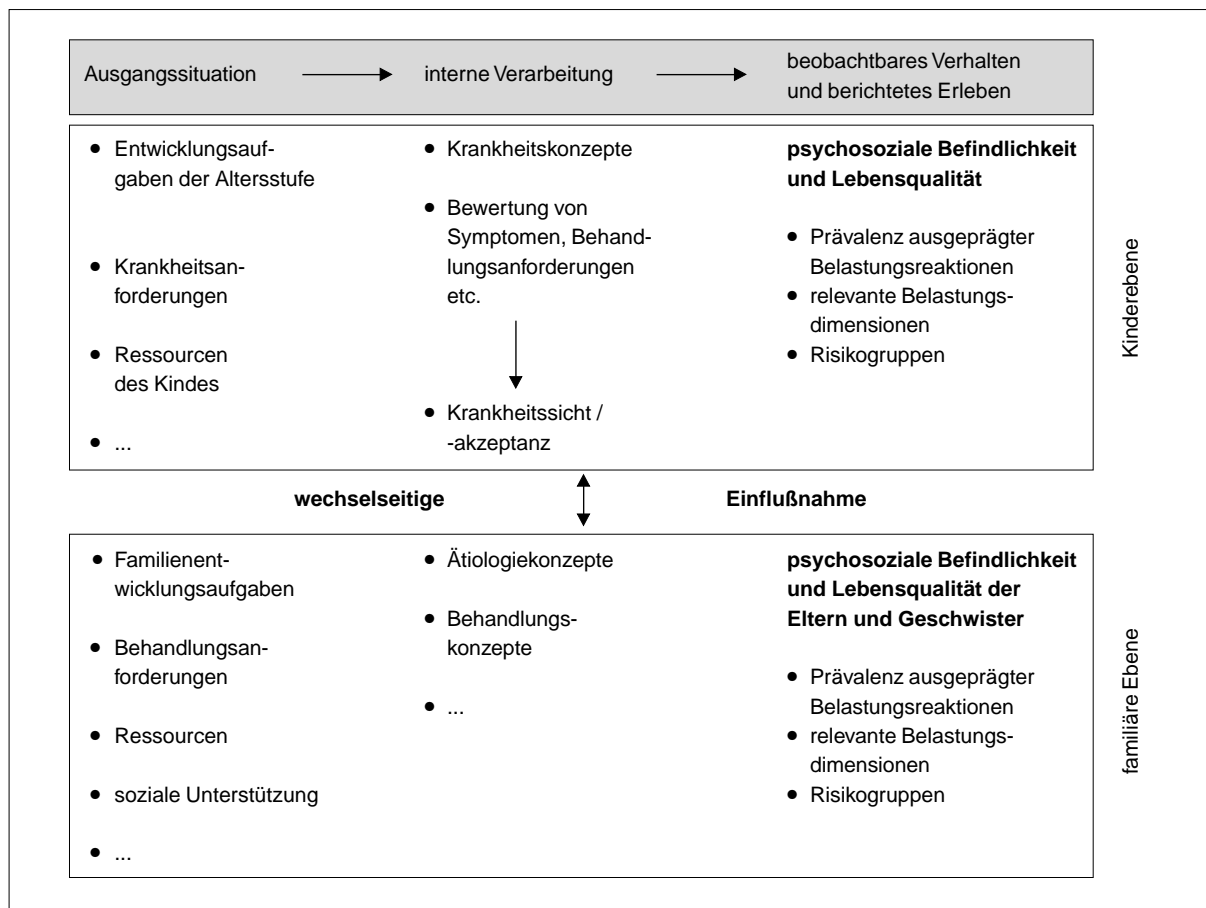 Ausgangssituation
interne Verarbeitung
beobachtbares Verhalten
und berichtetes Erleben
• Entwicklungsauf-
gaben der Altersstufe
• Krankheitsan-
forderungen
• Ressourcen
des Kindes
• ...
• Krankheitskonzepte
• Bewertung von
Symptomen, Behand-
lungsanforderungen
etc.
• Krankheitssicht /
-akzeptanz
psychosoziale Befindlichkeit
und Lebensqualität
• Prävalenz ausgeprägter
Belastungsreaktionen
• relevante Belastungs-
dimensionen
• Risikogruppen
Kinderebene
wechselseitige Einflußnahme
• Familienent-
wicklungsaufgaben
• Behandlungsan-
forderungen
• Ressourcen
• soziale Unterstützung
• ...
• Ätiologiekonzepte
• Behandlungs-
konzepte
• ...
psychosoziale Befindlichkeit
und Lebensqualität der
Eltern und Geschwister
• Prävalenz ausgeprägter
Belastungsreaktionen
• relevante Belastungs-
dimensionen
• Risikogruppen
familiäre Ebene